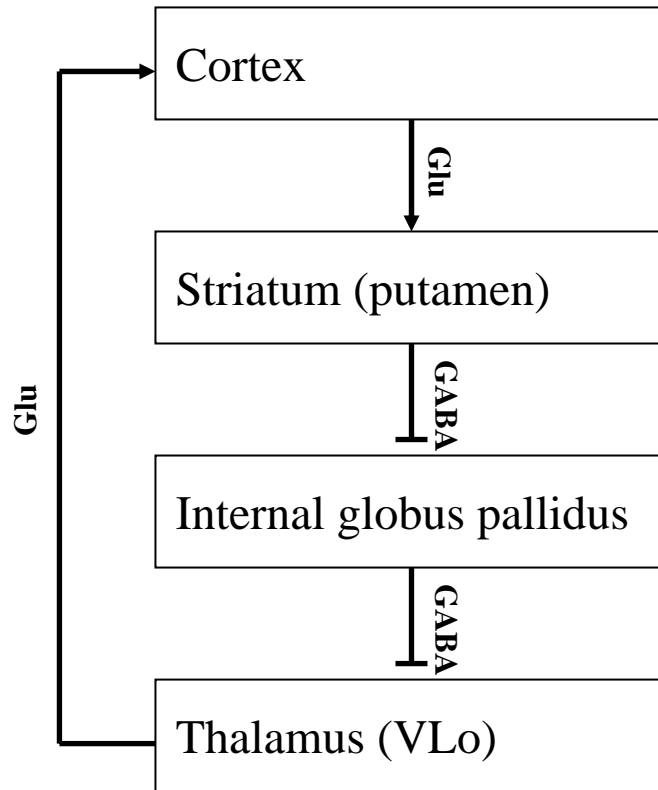 Cortex
Glu
Striatum (putamen)
Glu
GABA
Internal globus pallidus
GABA
Thalamus (VLo)